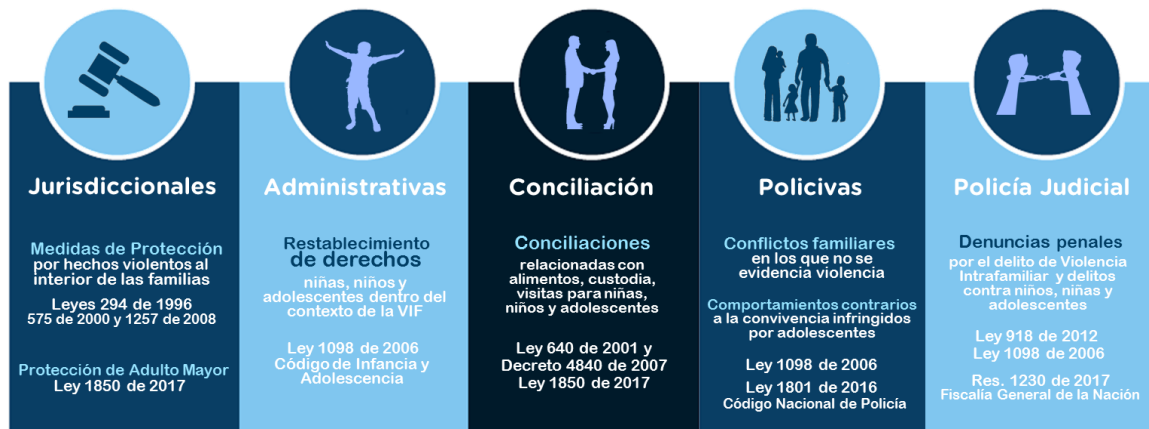 Jurisdiccionales
Medidas de Protección
por hechos violentos al
interior de las familias
Leyes 294 de 1996
575 de 2000 y 1257 de 2008
Protección de Adulto Mayor
Ley 1850 de 2017
Administrativas
Restablecimiento
de derechos
niñas, niños y
adolescentes dentro del
contexto de la VIF
Ley 1098 de 2006
Código de Infancia y
Adolescencia
Conciliación
Conciliaciones
relacionadas con
alimentos, custodia,
visitas para niñas,
niños y adolescentes
Ley 640 de 2001 y
Decreto 4840 de 2007
Ley 1850 de 2017
Policivas
Conflictos familiares
en los que no se
evidencia violencia
Comportamientos contrarios
a la convivencia infringidos
por adolescentes
Ley 1098 de 2006
Ley 1801 de 2016
Código Nacional de Policía
Policía Judicial
Denuncias penales
por el delito de Violencia
Intrafamiliar y delitos
contra niños, niñas y
adolescentes
Ley 918 de 2012
Ley 1098 de 2006
Res. 1230 de 2017
Fiscalía General de la Nación